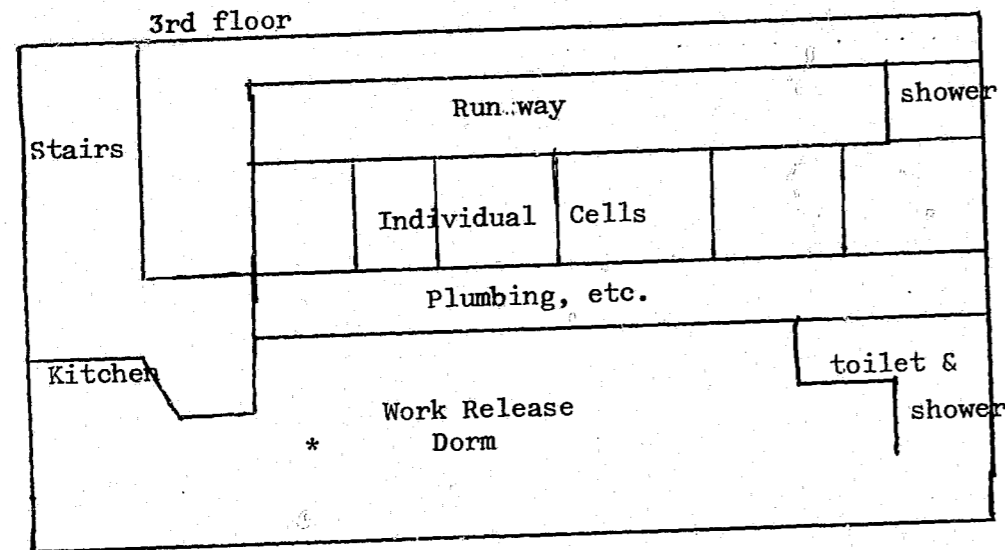 3rd floor
Run way
shower
Stairs
Individual Cells
Plumbing, etc.
Kitchen
toilet &
shower
Work Release
Dorm
*